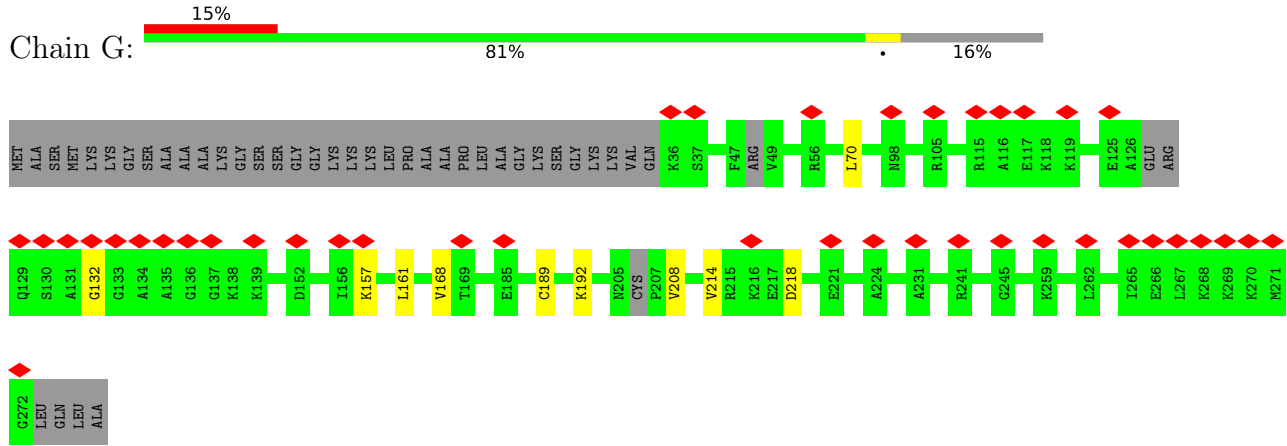 15%
Chain G:
81% • 16%
MET ALA SER MET LYS LYS GLY SER ALA ALA ALA LYS GLY SER SER GLY GLY LYS LYS LYS LEU PRO ALA ALA PRO LEU ALA GLY LYS SER GLY LYS LYS VAL GLN K36 S37 F47 ARG V49 R56 L70 N98 R105 R115 A116 E117 K118 K119 E125 A126 GLU ARG
Q129 S130 A131 G132 G133 A134 A135 G136 G137 K138 K139 D152 I156 K157 L161 V168 T169 E185 C189 K192 N205 CYS P207 V208 V214 R215 K216 E217 D218 E221 A224 A231 R241 G245 K259 L262 I265 E266 L267 K268 K269 K270 M271
G272 LEU GLN LEU ALA